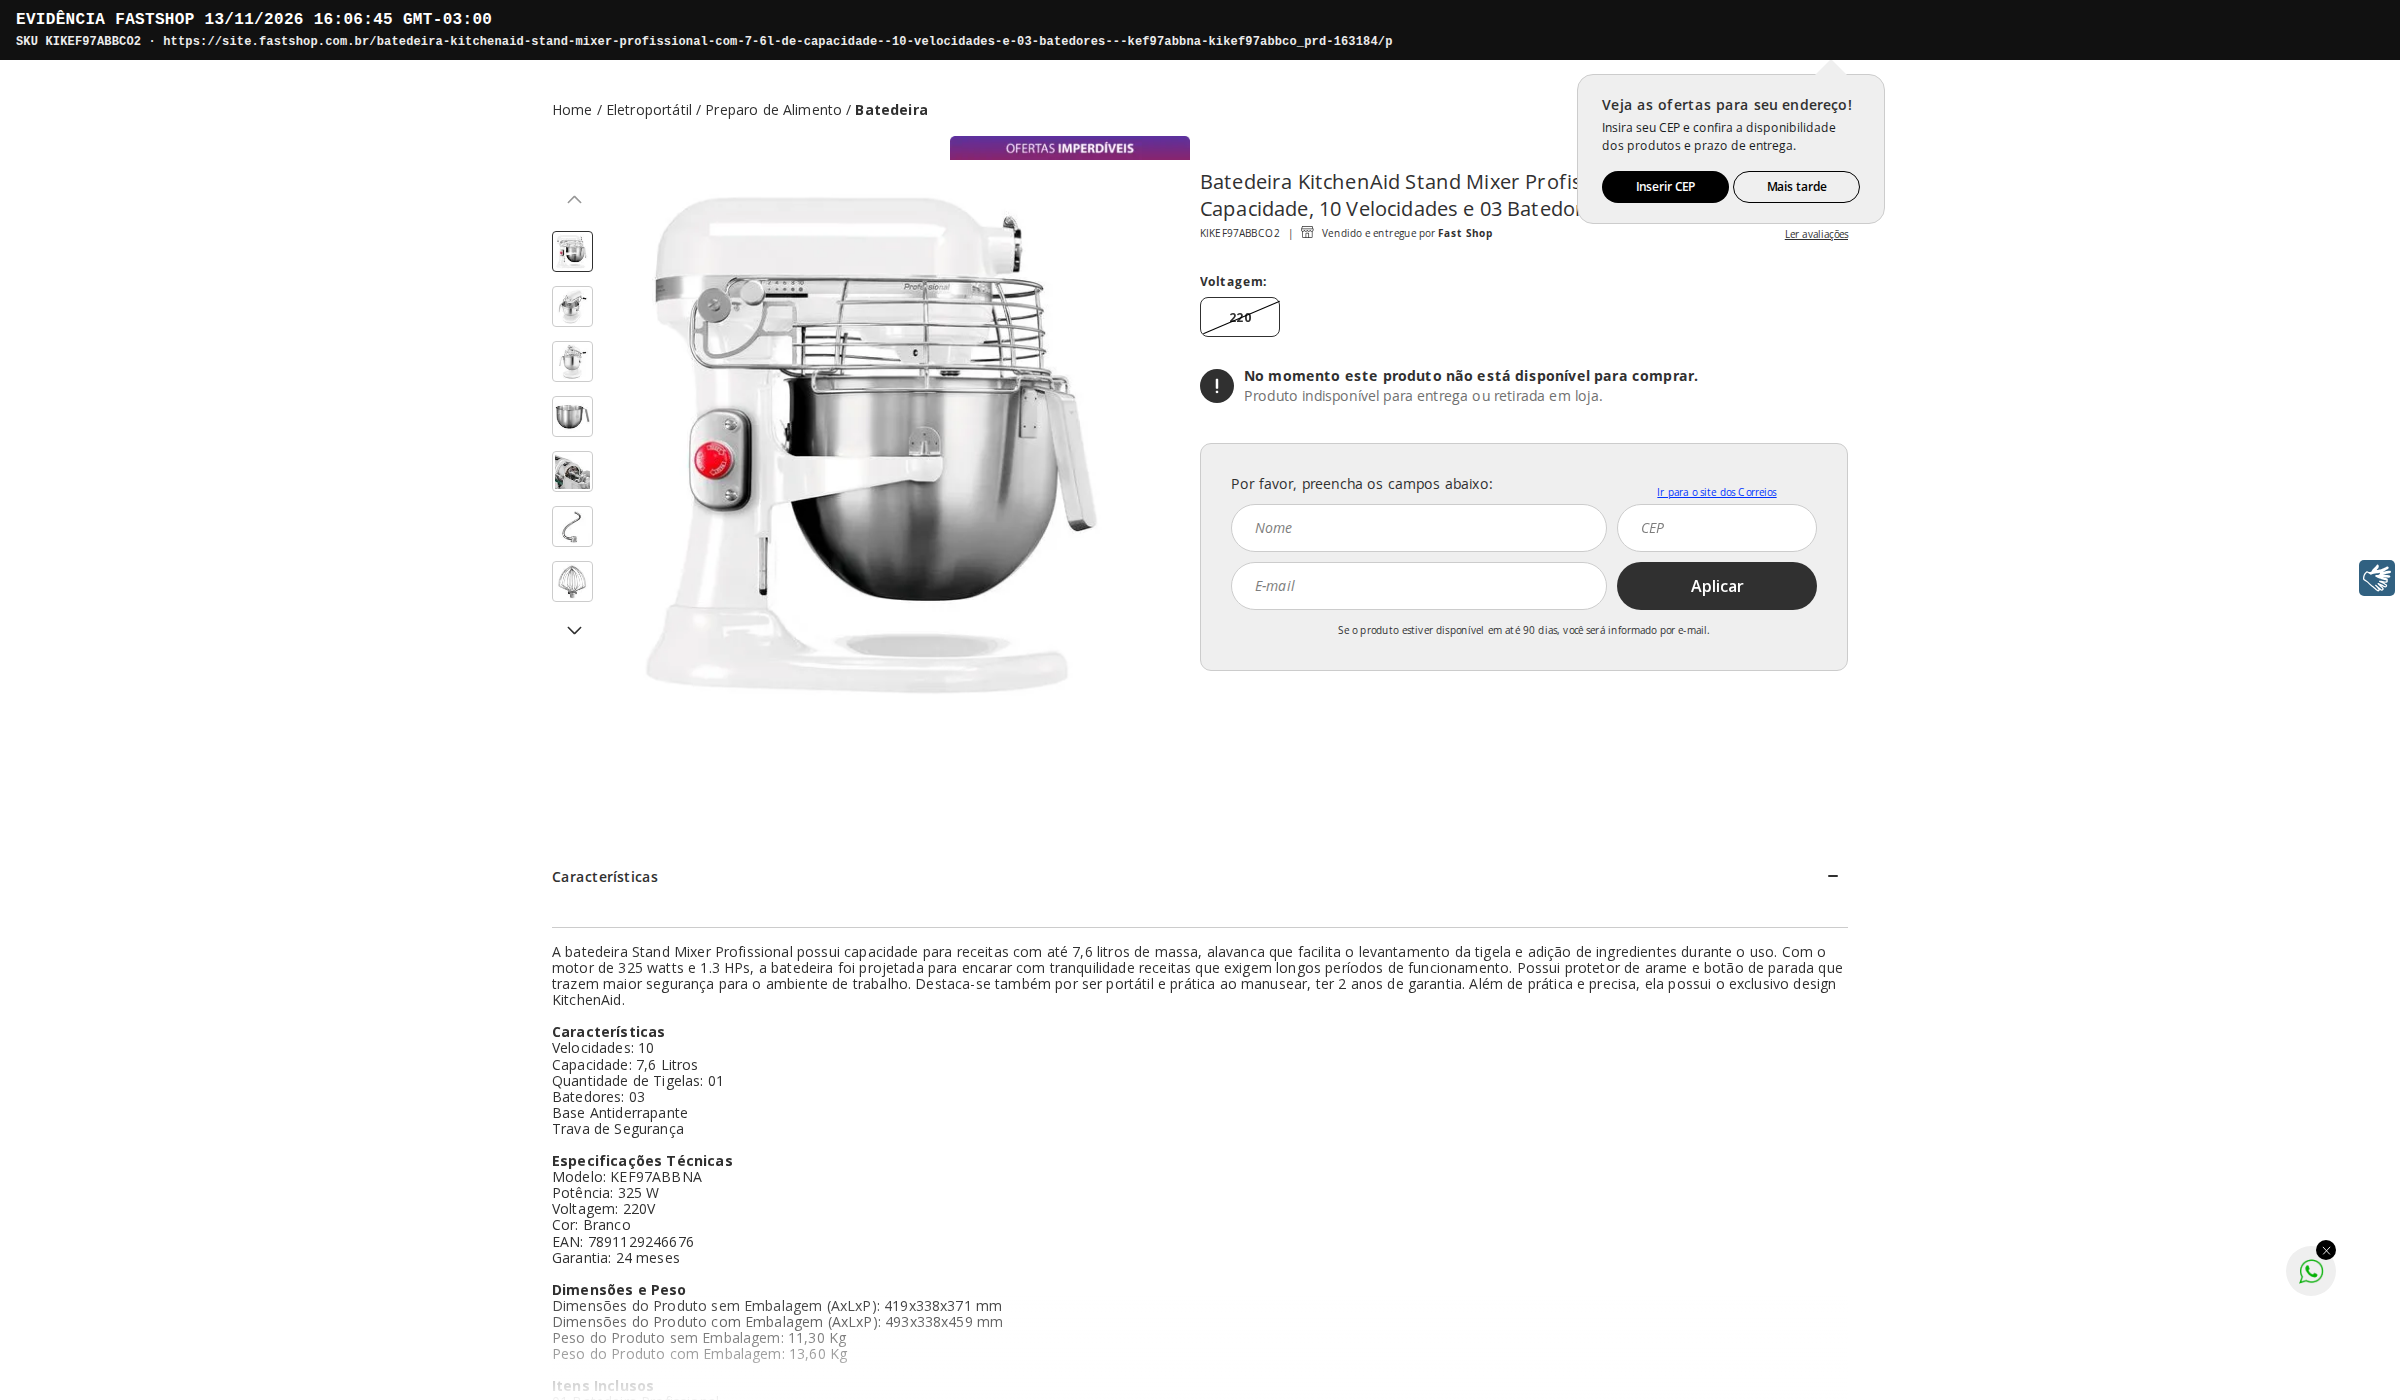 EVIDÊNCIA FASTSHOP 13/11/2026 16:06:45 GMT-03:00
SKU KIKEF97ABBCO2 · https://site.fastshop.com.br/batedeira-kitchenaid-stand-mixer-profissional-com-7-6l-de-capacidade--10-velocidades-e-03-batedores---kef97abbna-kikef97abbco_prd-163184/p
Veja as ofertas para seu endereço!
Insira seu CEP e confira a disponibilidade
dos produtos e prazo de entrega.
Inserir CEP
Mais tarde
Home / Eletroportátil / Preparo de Alimento / Batedeira
OFERTAS IMPERDÍVEIS
Batedeira KitchenAid Stand Mixer Profis
Capacidade, 10 Velocidades e 03 Batedo
KIKEF97ABBCO2 | Vendido e entregue por Fast Shop
Ler avaliações
Professional
Voltagem:
220
No momento este produto não está disponível para comprar.
Produto indisponível para entrega ou retirada em loja.
Por favor, preencha os campos abaixo:
Ir para o site dos Correios
Nome
CEP
E-mail
Aplicar
Se o produto estiver disponível em até 90 dias, você será informado por e-mail.
Características
A batedeira Stand Mixer Profissional possui capacidade para receitas com até 7,6 litros de massa, alavanca que facilita o levantamento da tigela e adição de ingredientes durante o uso. Com o
motor de 325 watts e 1.3 HPs, a batedeira foi projetada para encarar com tranquilidade receitas que exigem longos períodos de funcionamento. Possui protetor de arame e botão de parada que
trazem maior segurança para o ambiente de trabalho. Destaca-se também por ser portátil e prática ao manusear, ter 2 anos de garantia. Além de prática e precisa, ela possui o exclusivo design
KitchenAid.
Características
Velocidades: 10
Capacidade: 7,6 Litros
Quantidade de Tigelas: 01
Batedores: 03
Base Antiderrapante
Trava de Segurança
Especificações Técnicas
Modelo: KEF97ABBNA
Potência: 325 W
Voltagem: 220V
Cor: Branco
EAN: 7891129246676
Garantia: 24 meses
Dimensões e Peso
Dimensões do Produto sem Embalagem (AxLxP): 419x338x371 mm
Dimensões do Produto com Embalagem (AxLxP): 493x338x459 mm
Peso do Produto sem Embalagem: 11,30 Kg
Peso do Produto com Embalagem: 13,60 Kg
Itens Inclusos